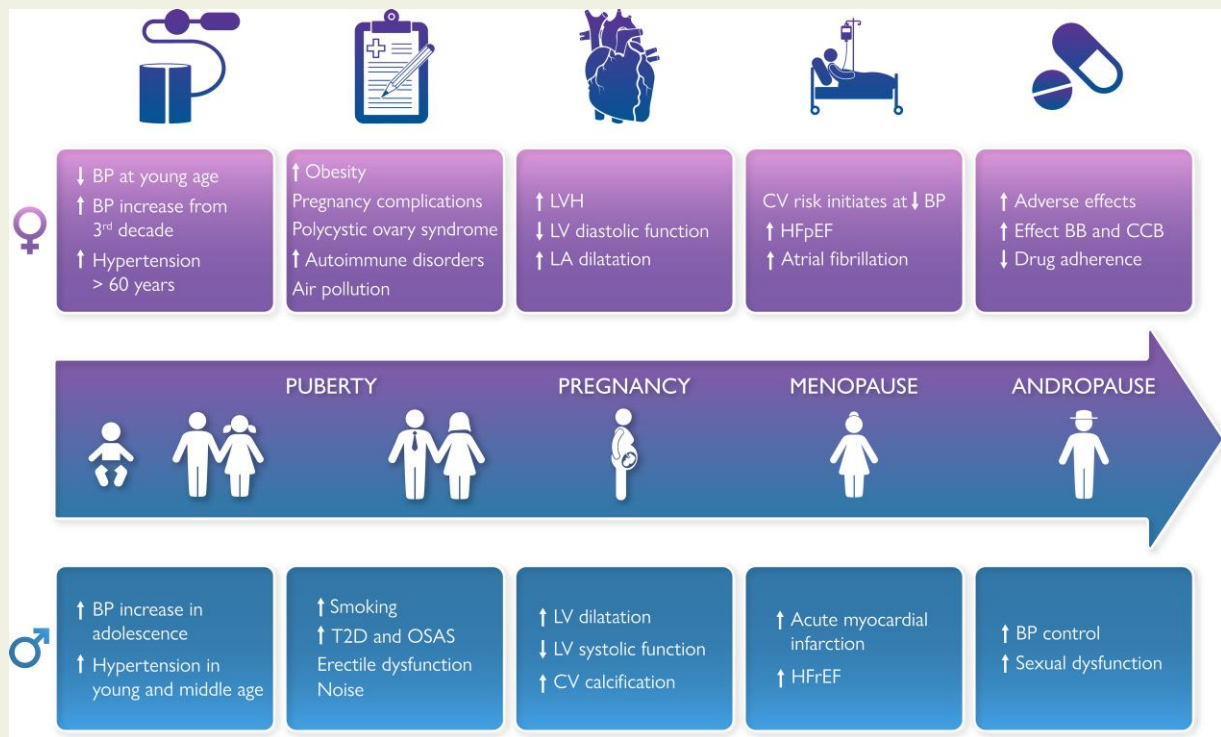 ↓ BP at young age
↑ BP increase from
3rd decade
↑ Hypertension
> 60 years
↑ Obesity
Pregnancy complications
Polycystic ovary syndrome
↑ Autoimmune disorders
Air pollution
↑ LVH
↓ LV diastolic function
↑ LA dilatation
CV risk initiates at ↓ BP
↑ HFpEF
↑ Atrial fibrillation
↑ Adverse effects
↑ Effect BB and CCB
↓ Drug adherence
PUBERTY
PREGNANCY
MENOPAUSE
ANDROPAUSE
↑ BP increase in
adolescence
↑ Hypertension in
young and middle age
↑ Smoking
↑ T2D and OSAS
Erectile dysfunction
Noise
↑ LV dilatation
↓ LV systolic function
↑ CV calcification
↑ Acute myocardial
infarction
↑ HFrEF
↑ BP control
↑ Sexual dysfunction